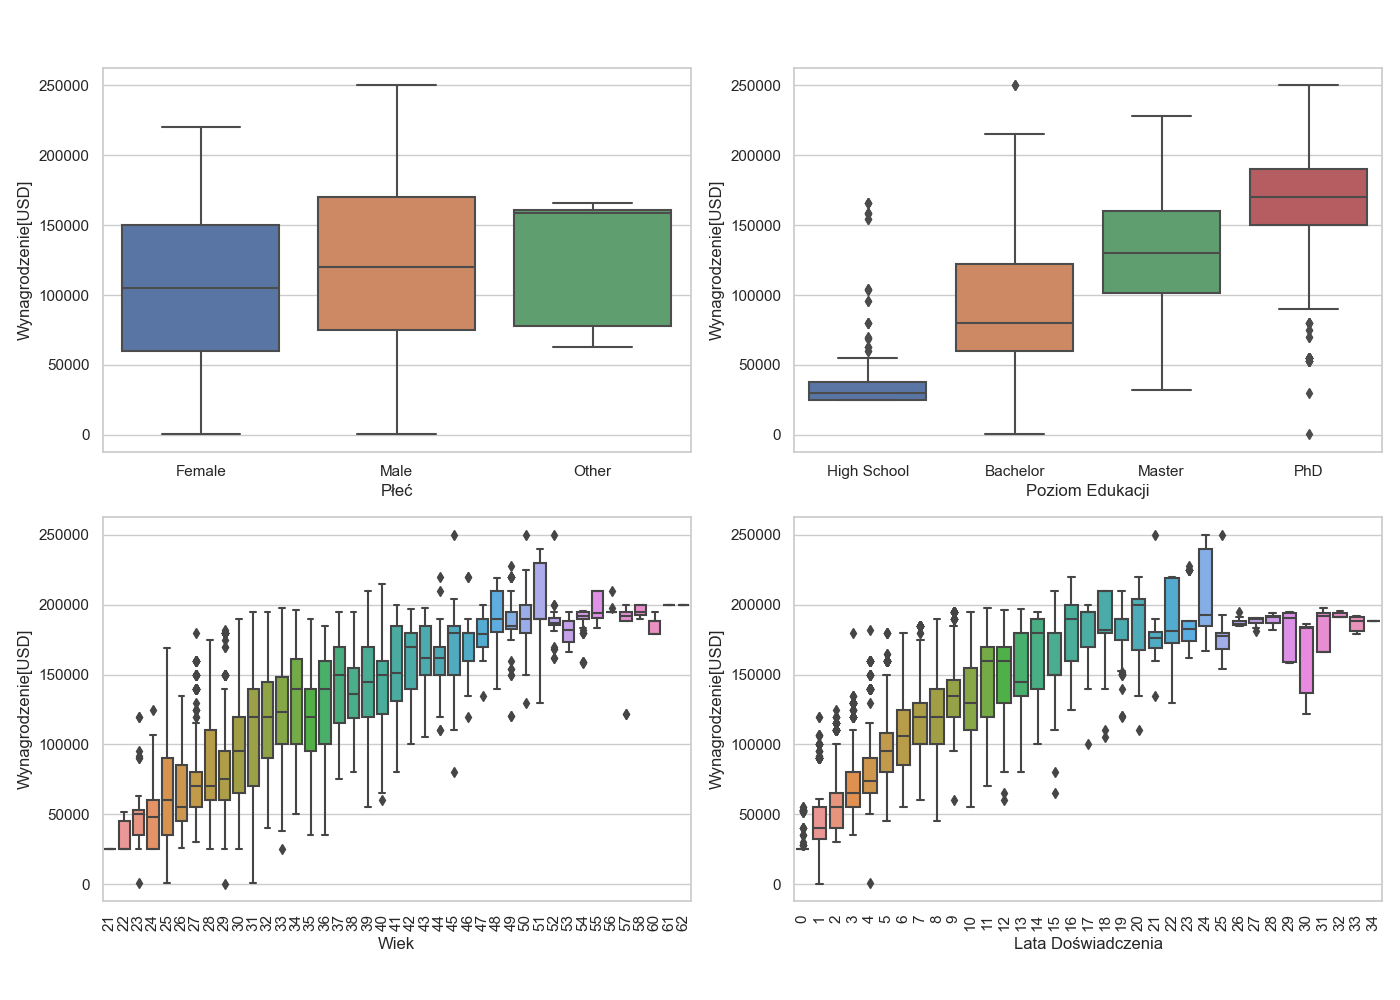 250000
200000
150000
100000
50000
0
Wynagrodzenie[USD]
Female Male Other
Płeć
250000
200000
150000
100000
50000
0
Wynagrodzenie[USD]
High School Bachelor Master PhD
Poziom Edukacji
250000
200000
150000
100000
50000
0
Wynagrodzenie[USD]
21 22 23 24 25 26 27 28 29 30 31 32 33 34 35 36 37 38 39 40 41 42 43 44 45 46 47 48 49 50 51 52 53 54 55 56 57 58 60 61 62
Wiek
250000
200000
150000
100000
50000
0
Wynagrodzenie[USD]
0 1 2 3 4 5 6 7 8 9 10 11 12 13 14 15 16 17 18 19 20 21 22 23 24 25 26 27 28 29 30 31 32 33 34
Lata Doświadczenia